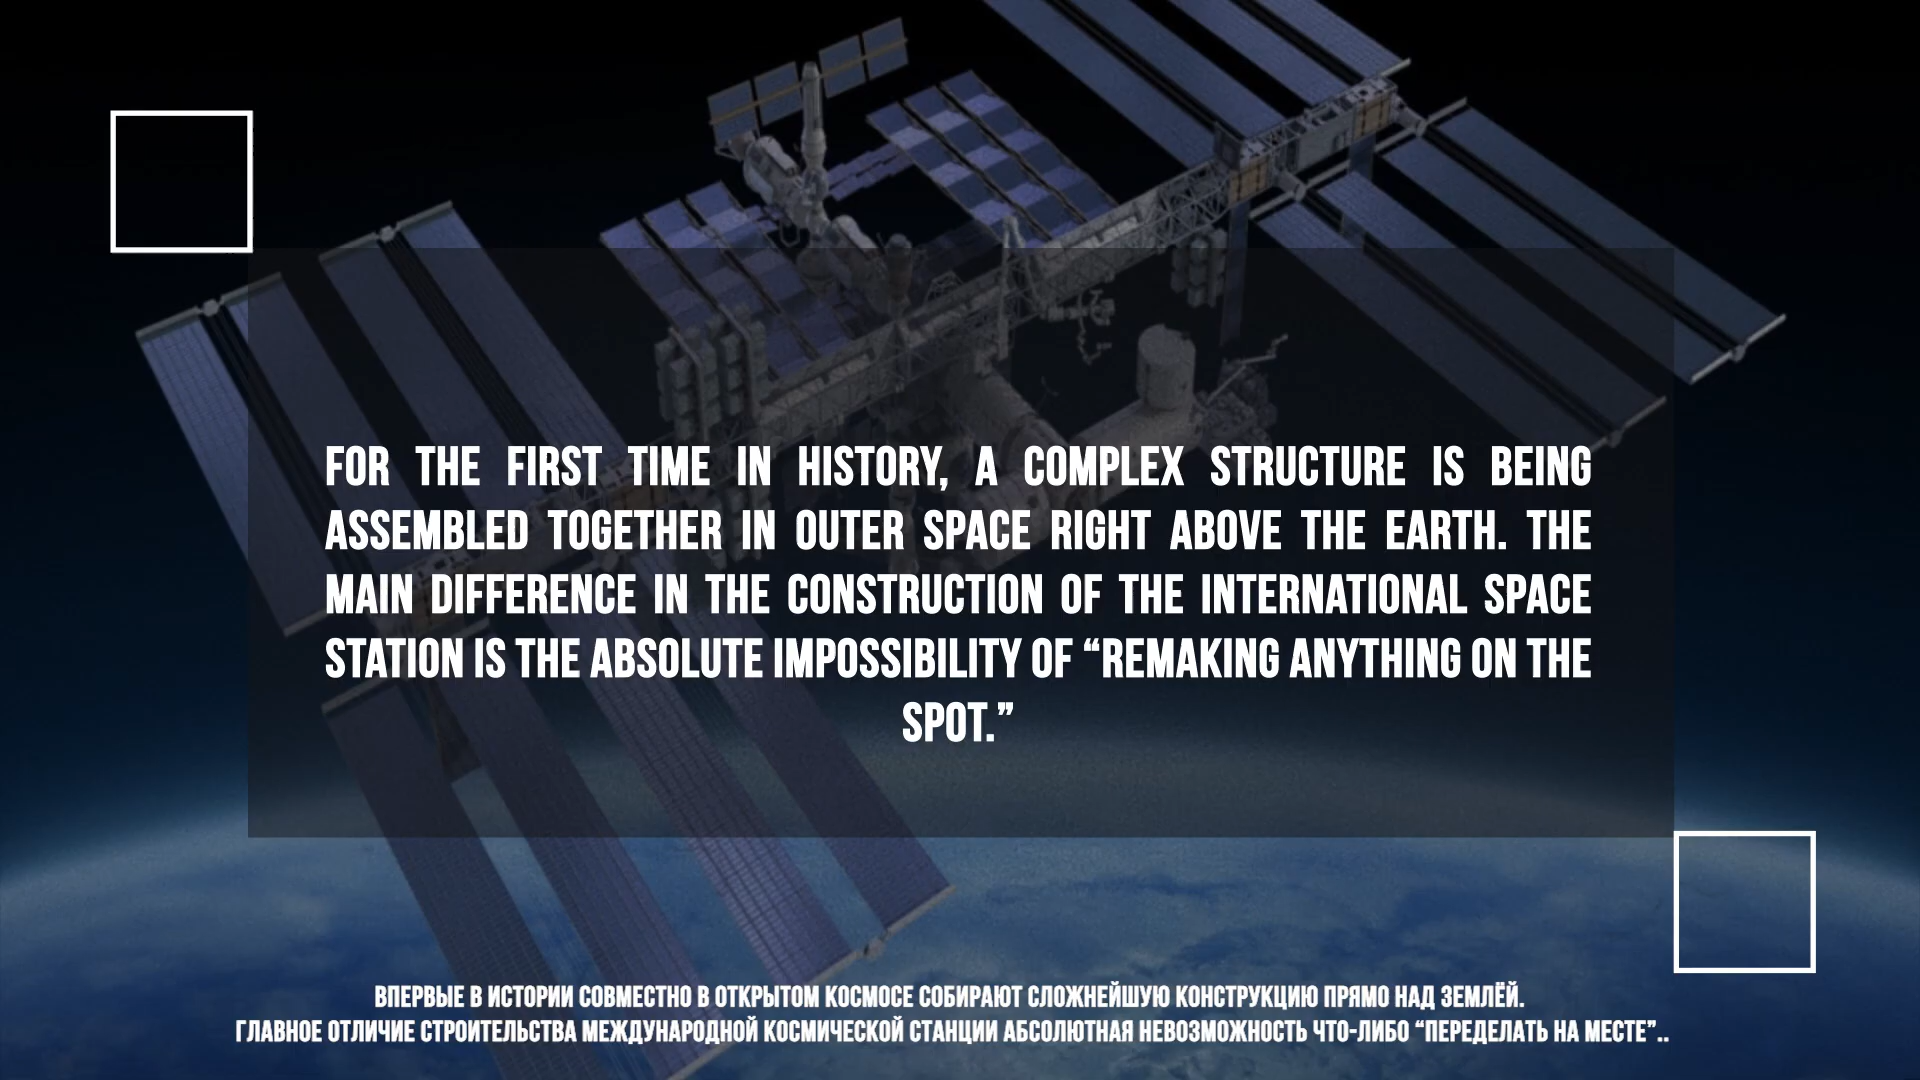 FOR THE FIRST TIME IN HISTORY, A COMPLEX STRUCTURE IS BEING
ASSEMBLED TOGETHER IN OUTER SPACE RIGHT ABOVE THE EARTH. THE
MAIN DIFFERENCE IN THE CONSTRUCTION OF THE INTERNATIONAL SPACE
STATION IS THE ABSOLUTE IMPOSSIBILITY OF “REMAKING ANYTHING ON THE
SPOT.”
ВПЕРВЫЕ В ИСТОРИИ СОВМЕСТНО В ОТКРЫТОМ КОСМОСЕ СОБИРАЮТ СЛОЖНЕЙШУЮ КОНСТРУКЦИЮ ПРЯМО НАД ЗЕМЛЁЙ.
ГЛАВНОЕ ОТЛИЧИЕ СТРОИТЕЛЬСТВА МЕЖДУНАРОДНОЙ КОСМИЧЕСКОЙ СТАНЦИИ АБСОЛЮТНАЯ НЕВОЗМОЖНОСТЬ ЧТО-ЛИБО “ПЕРЕДЕЛАТЬ НА МЕСТЕ”..